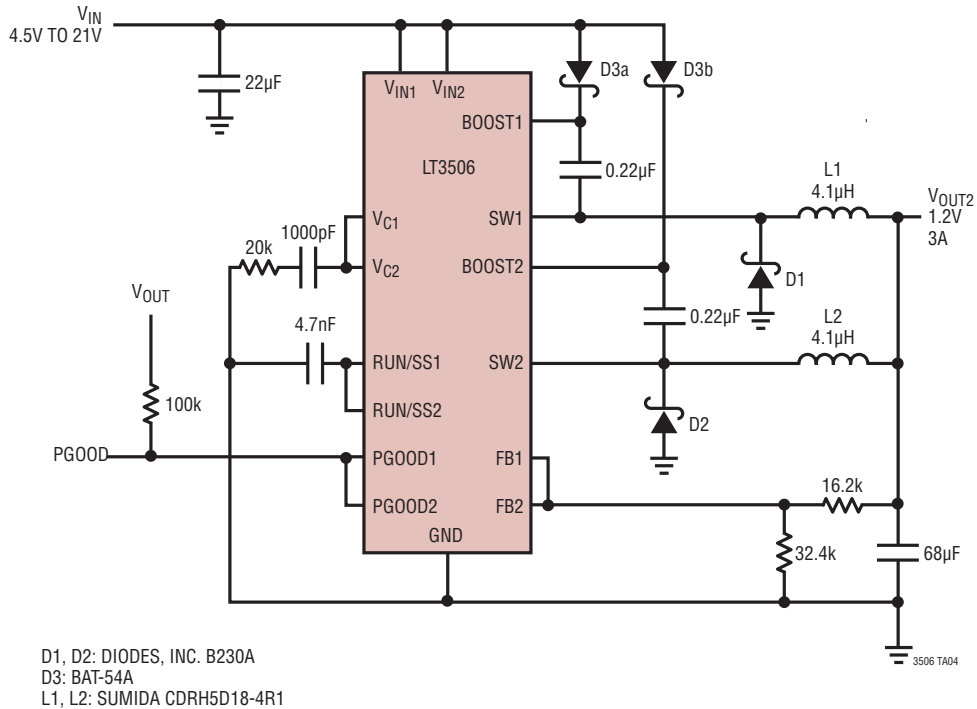 VIN
4.5V TO 21V
22µF
VIN1
VIN2
D3a
D3b
BOOST1
LT3506
0.22µF
L1
4.1µH
VOUT2
1.2V
3A
VC1
SW1
20k
1000pF
VC2
BOOST2
D1
VOUT
4.7nF
0.22µF
L2
4.1µH
RUN/SS1
SW2
100k
RUN/SS2
D2
PGOOD
PGOOD1
FB1
16.2k
PGOOD2
FB2
GND
32.4k
68µF
3506 TA04
D1, D2: DIODES, INC. B230A
D3: BAT-54A
L1, L2: SUMIDA CDRH5D18-4R1